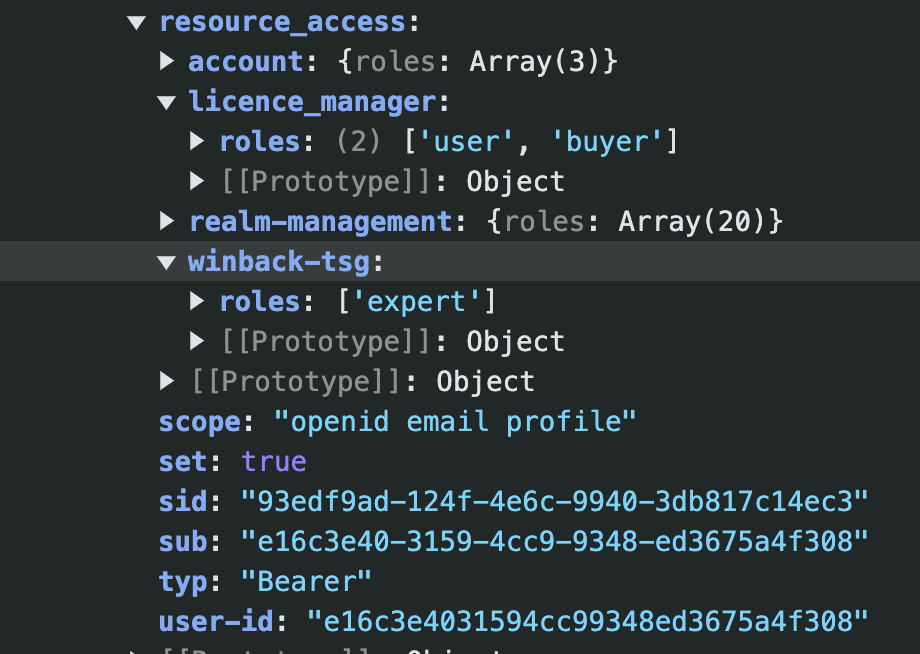 ▼ resource_access:
▶ account: {roles: Array(3)}
▼ licence_manager:
▶ roles: (2) ['user', 'buyer']
▶ [[Prototype]]: Object
▶ realm-management: {roles: Array(20)}
▼ winback-tsg:
▶ roles: ['expert']
▶ [[Prototype]]: Object
▶ [[Prototype]]: Object
scope: "openid email profile"
set: true
sid: "93edf9ad-124f-4e6c-9940-3db817c14ec3"
sub: "e16c3e40-3159-4cc9-9348-ed3675a4f308"
typ: "Bearer"
user-id: "e16c3e4031594cc99348ed3675a4f308"